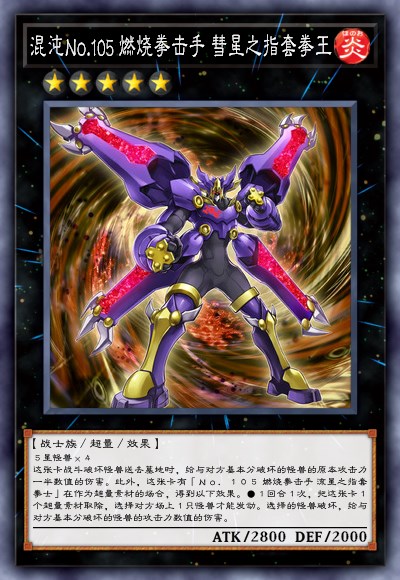 混沌No.105 燃烧拳击手 彗星之指套拳王
ほのお
炎
【战士族／超量／效果】
5星怪兽×4
这张卡战斗破坏怪兽送去墓地时，给与对方基本分破坏的怪兽的原本攻击力
一半数值的伤害。此外，这张卡有「No. 105 燃烧拳击手 流星之指套
拳士」在作为超量素材的场合，得到以下效果。●1回合1次，把这张卡1
个超量素材取除，选择对方场上1只怪兽才能发动。选择的怪兽破坏，给与
对方基本分破坏的怪兽的攻击力数值的伤害。
ATK/2800 DEF/2000